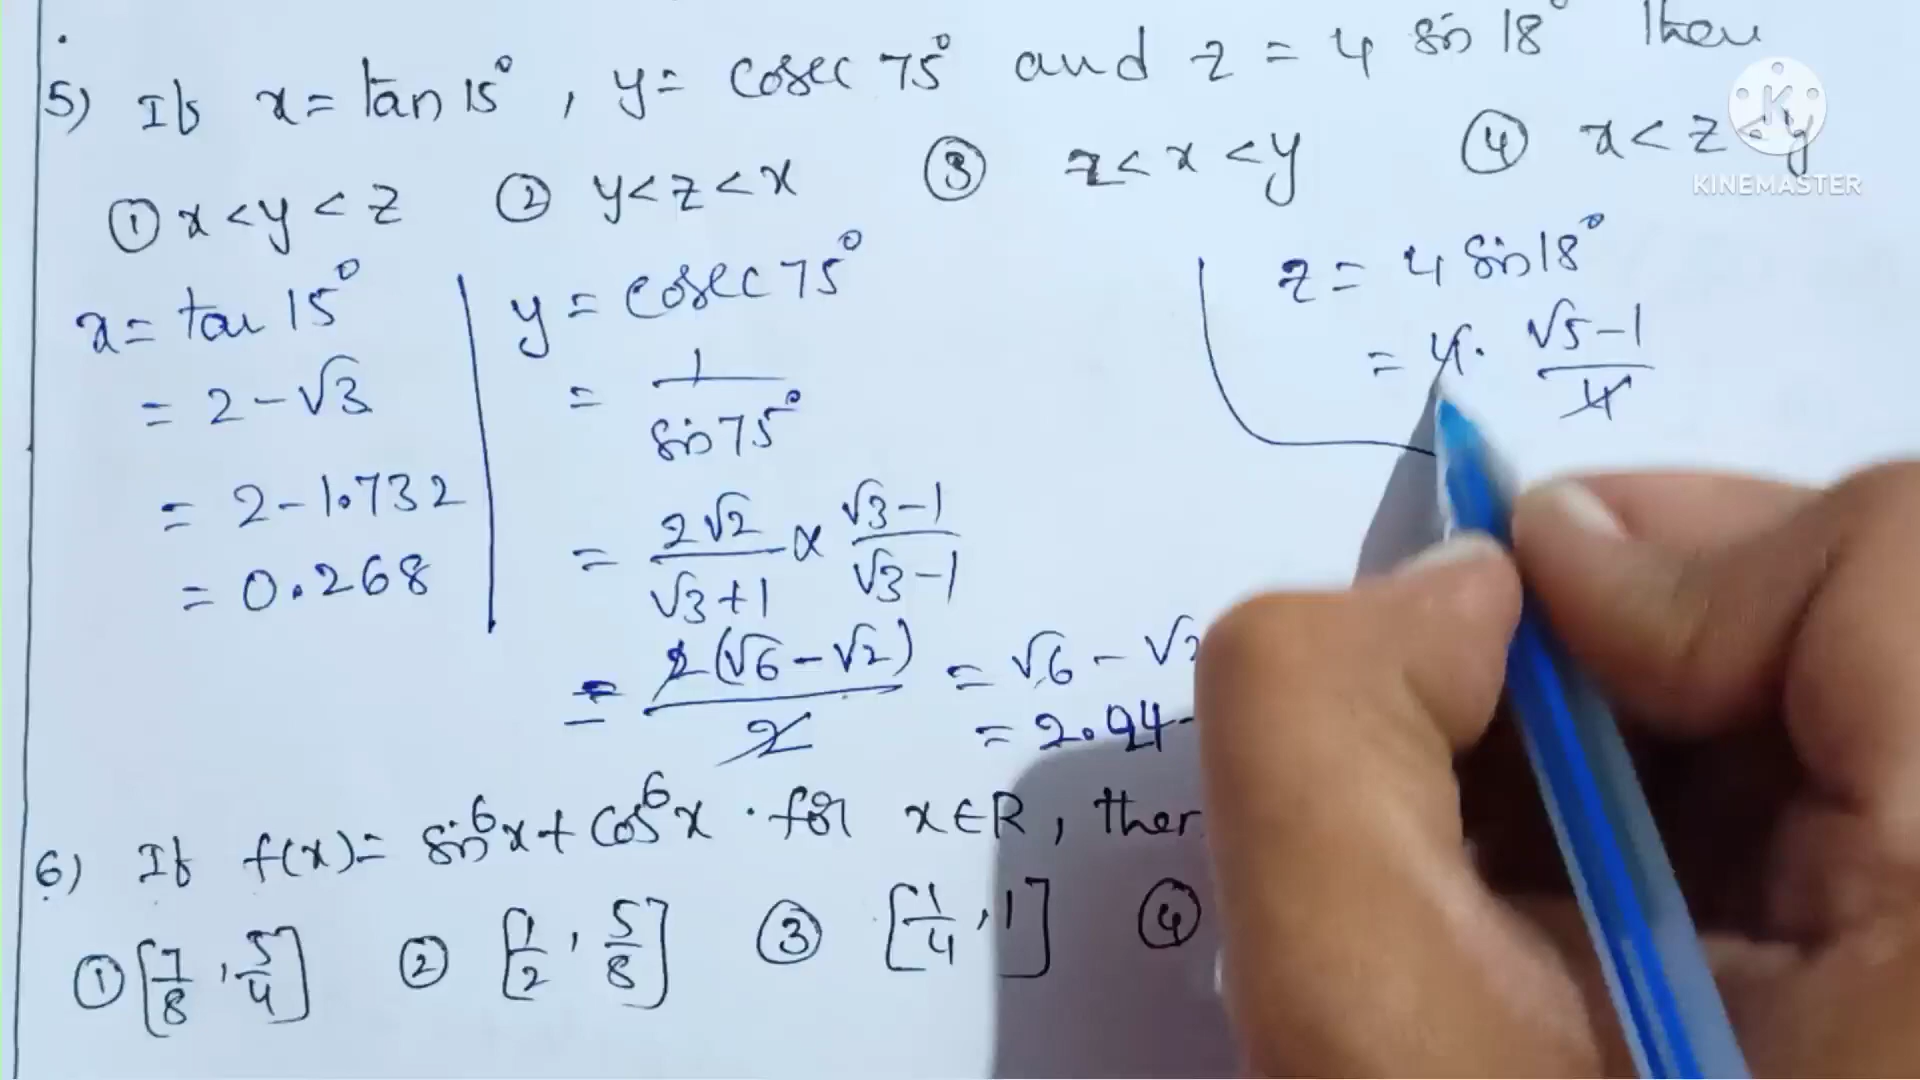 5) If x = tan 15°, y = cosec 75° and z = 4 sin 18° then
① x < y < z ② y < z < x ③ z < x < y ④ x < z < y
KINEMASTER
x = tan 15°
= 2 - √3
= 2 - 1.732
= 0.268
y = cosec 75°
= 1 / sin 75°
= 2√2 / √3+1 × √3-1 / √3-1
= 2(√6 - √2) / 2 = √6 - √2
= 2.44 -
z = 4 sin 18°
= 4 · √5-1 / 4
6) If f(x) = sin⁶x + cos⁶x . for x ∈ R, then
① [7/8, 5/4] ② [1/2, 5/8] ③ [1/4, 1] ④